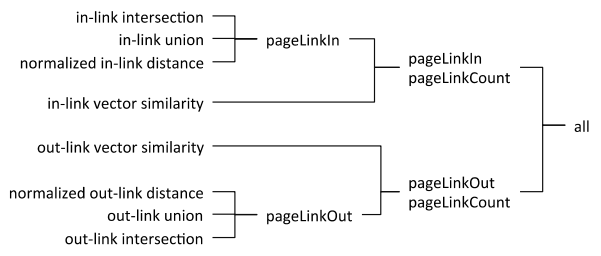 in-link intersection
in-link union
normalized in-link distance
pageLinkIn
in-link vector similarity
pageLinkIn
pageLinkCount
all
out-link vector similarity
normalized out-link distance
out-link union
out-link intersection
pageLinkOut
pageLinkOut
pageLinkCount